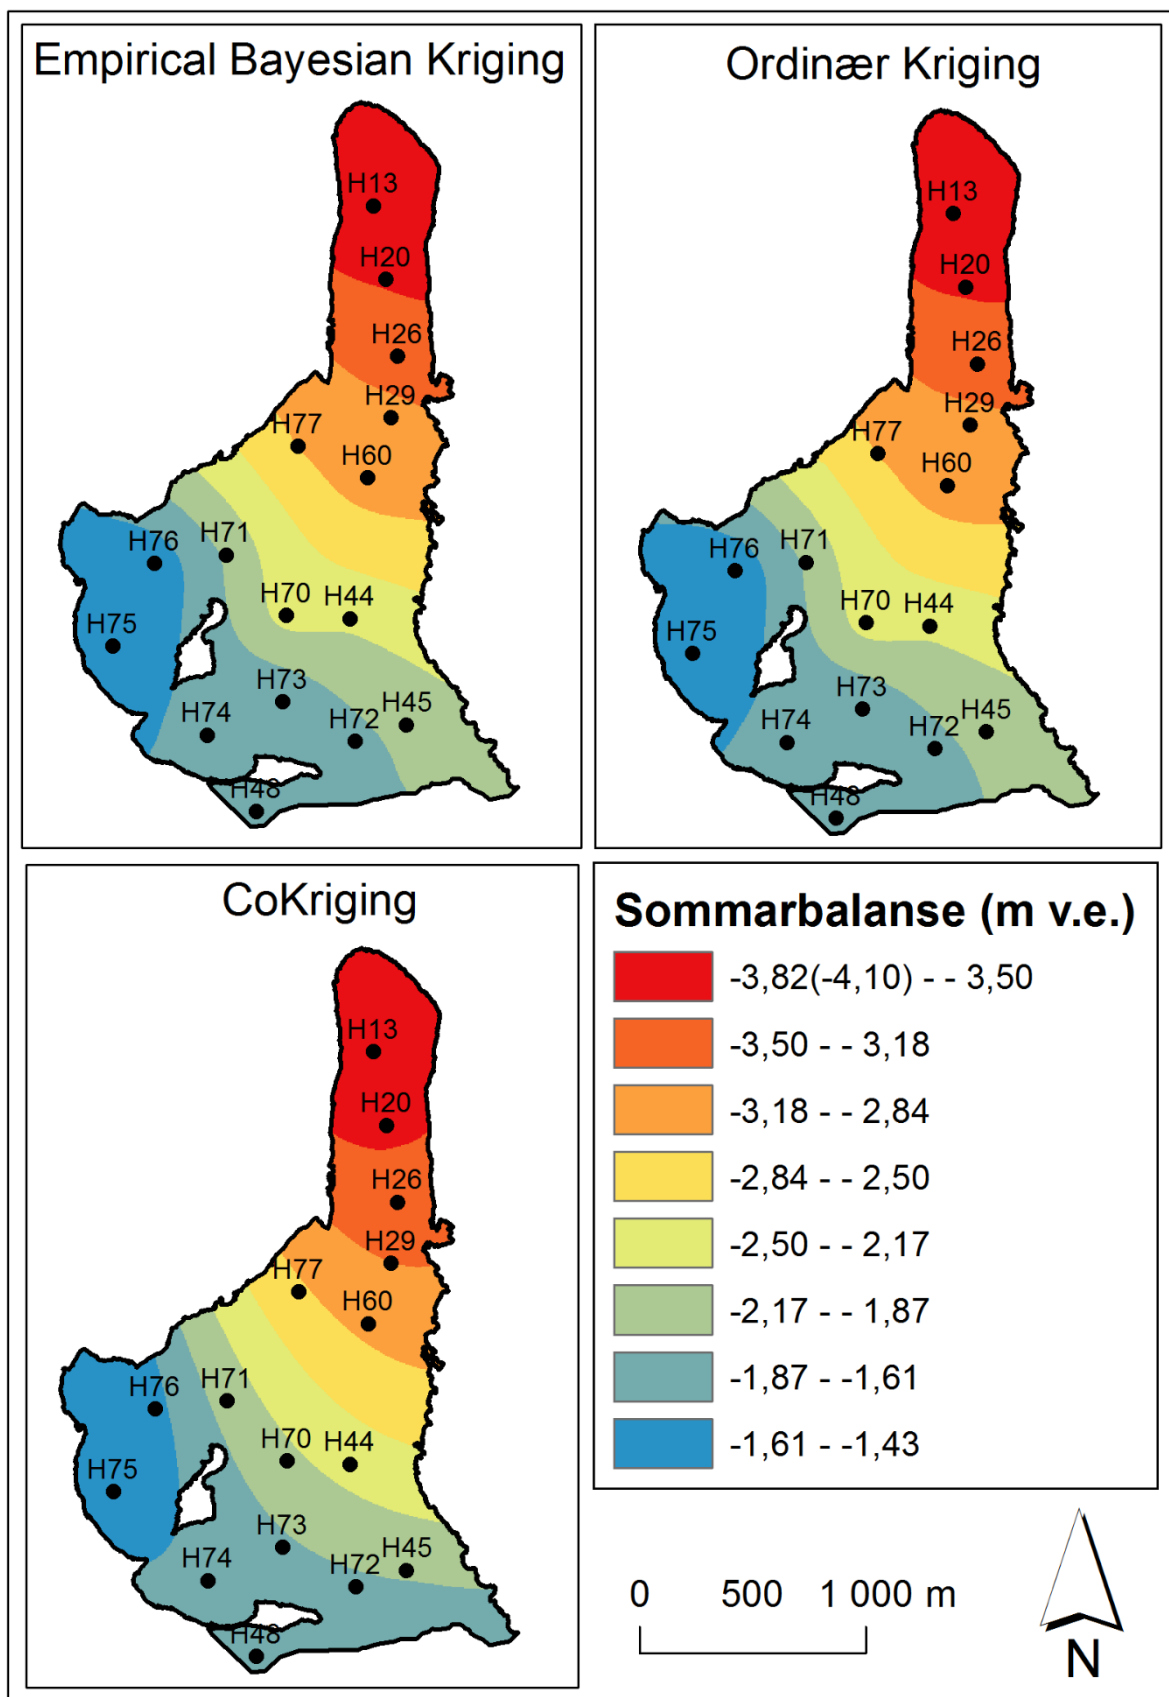 Empirical Bayesian Kriging
H13
H20
H26
H29
H77
H60
H71
H76
H70
H44
H75
H73
H74
H72
H45
H48
Ordinær Kriging
H13
H20
H26
H29
H77
H60
H71
H76
H70
H44
H75
H73
H74
H72
H45
H48
CoKriging
H13
H20
H26
H29
H77
H60
H71
H76
H70
H44
H75
H73
H74
H72
H45
H48
Sommarbalanse (m v.e.)
-3,82(-4,10) - - 3,50
-3,50 - - 3,18
-3,18 - - 2,84
-2,84 - - 2,50
-2,50 - - 2,17
-2,17 - - 1,87
-1,87 - -1,61
-1,61 - -1,43
0 500 1 000 m
N